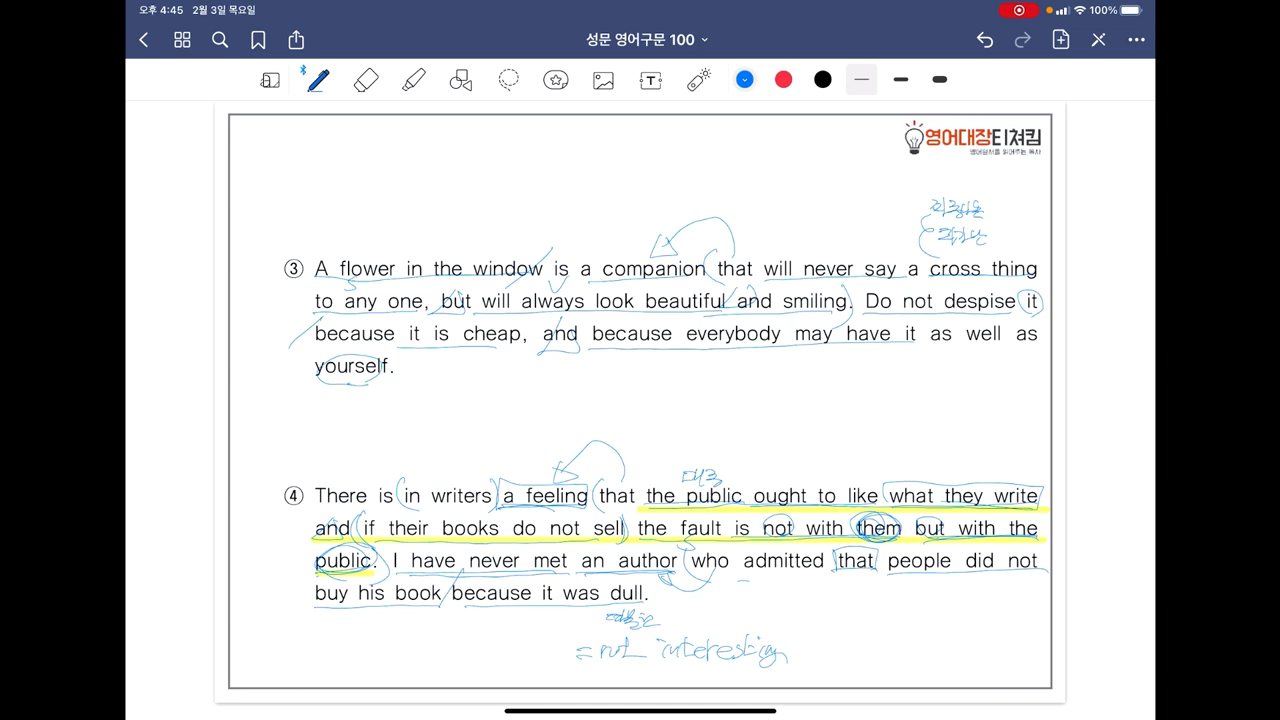 오후 4:45 2월 3일 목요일
100%
성문 영어구문 100
영어대장티쳐킴
③ A flower in the window is a companion that will never say a cross thing
to any one, but will always look beautiful and smiling. Do not despise it
because it is cheap, and because everybody may have it as well as
yourself.
대중
④ There is in writers a feeling that the public ought to like what they write
and if their books do not sell the fault is not with them but with the
public. I have never met an author who admitted that people did not
buy his book because it was dull.
= not interesting